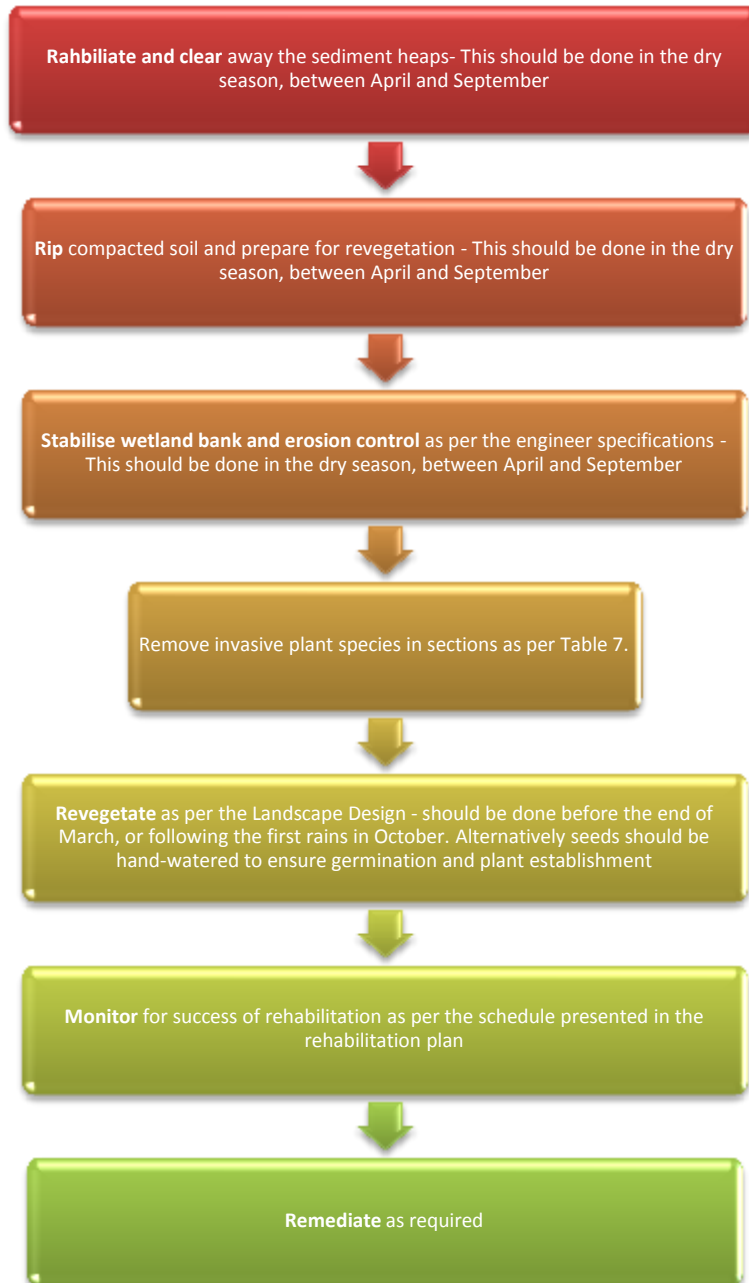 Rahbiliate and clear away the sediment heaps- This should be done in the dry
season, between April and September
Rip compacted soil and prepare for revegetation - This should be done in the dry
season, between April and September
Stabilise wetland bank and erosion control as per the engineer specifications -
This should be done in the dry season, between April and September
Remove invasive plant species in sections as per Table 7.
Revegetate as per the Landscape Design - should be done before the end of
March, or following the first rains in October. Alternatively seeds should be
hand-watered to ensure germination and plant establishment
Monitor for success of rehabilitation as per the schedule presented in the
rehabilitation plan
Remediate as required